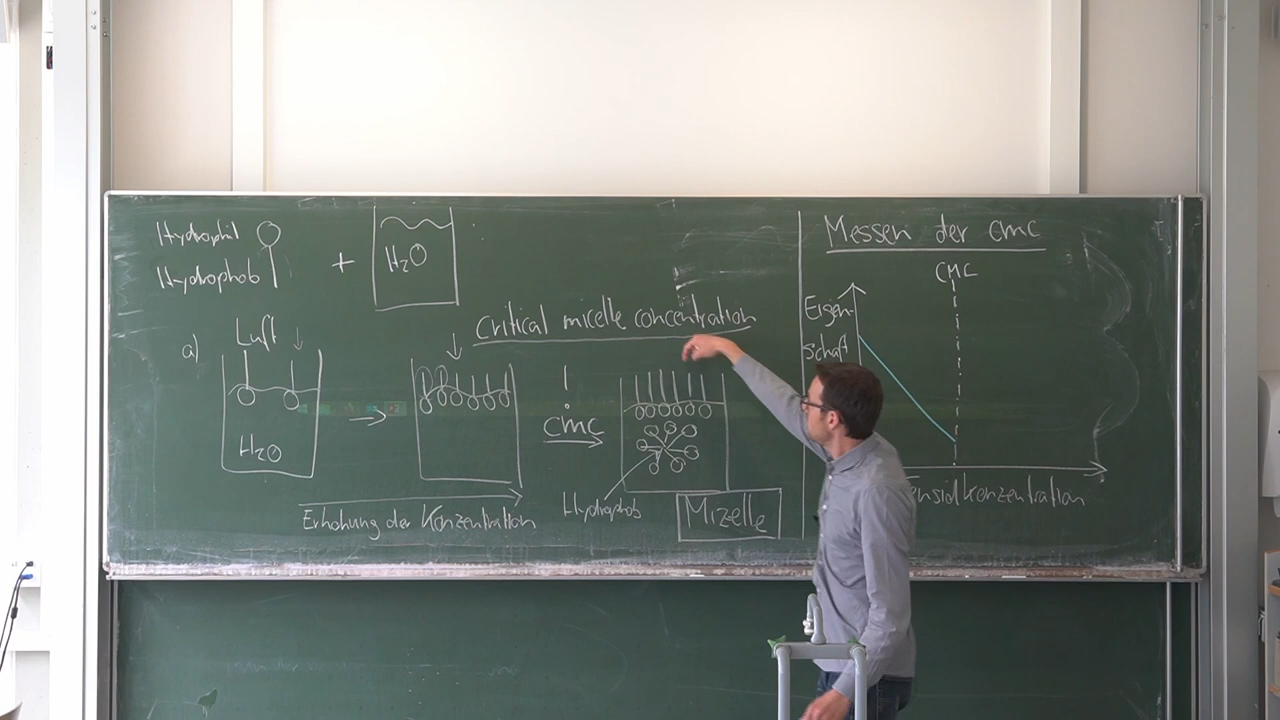 Hydrophil
Hydrophob
+
H₂O
a)
Luft
H₂O
Erhöhung der Konzentration
Critical micelle concentration
!
cmc
Hydrophob
Mizelle
Messen der cmc
CMC
Eigen-
schaft
ensidkonzentration